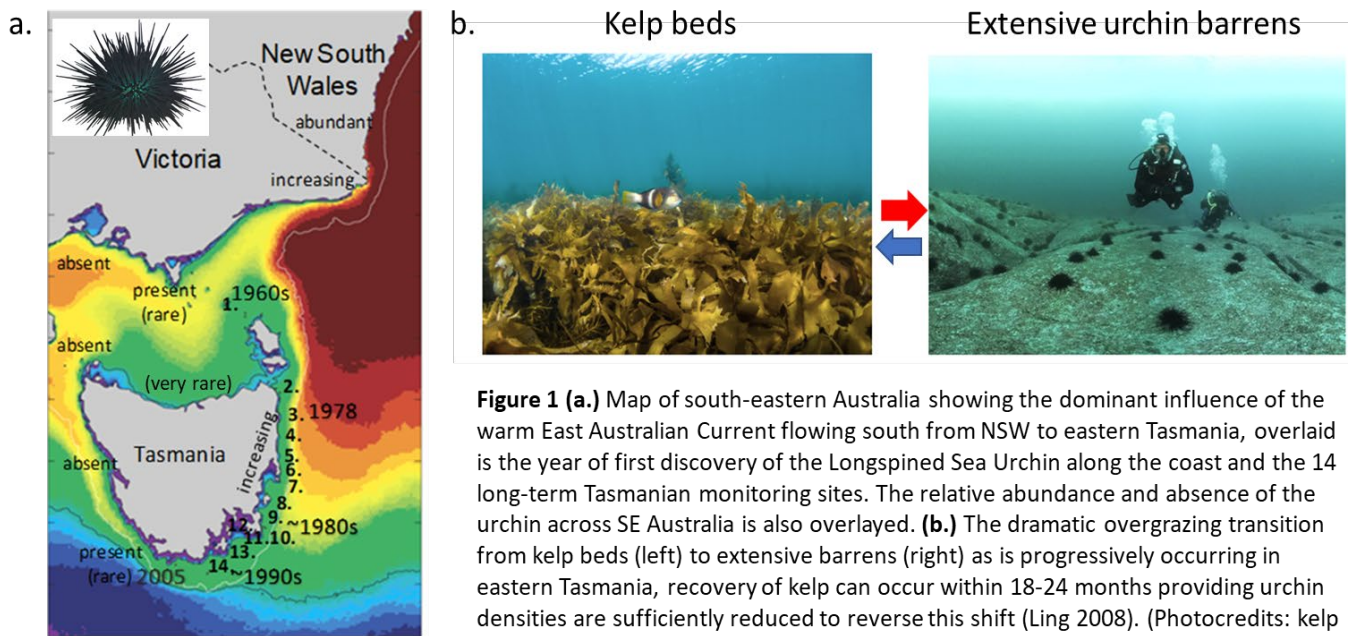 a.
New South
Wales
abundant
Victoria
increasing
absent
present
(rare)
1960s
1.
absent
(very rare)
2.
3. 1978
4.
Tasmania
increasing
5.
absent
6.
7.
8.
9. ~1980s
12.
11.10.
present
13.
(rare) 2005
14 ~1990s
b.
Kelp beds
Extensive urchin barrens
Figure 1 (a.) Map of south-eastern Australia showing the dominant influence of the
warm East Australian Current flowing south from NSW to eastern Tasmania, overlaid
is the year of first discovery of the Longspined Sea Urchin along the coast and the 14
long-term Tasmanian monitoring sites. The relative abundance and absence of the
urchin across SE Australia is also overlayed. (b.) The dramatic overgrazing transition
from kelp beds (left) to extensive barrens (right) as is progressively occurring in
eastern Tasmania, recovery of kelp can occur within 18-24 months providing urchin
densities are sufficiently reduced to reverse this shift (Ling 2008). (Photocredits: kelp